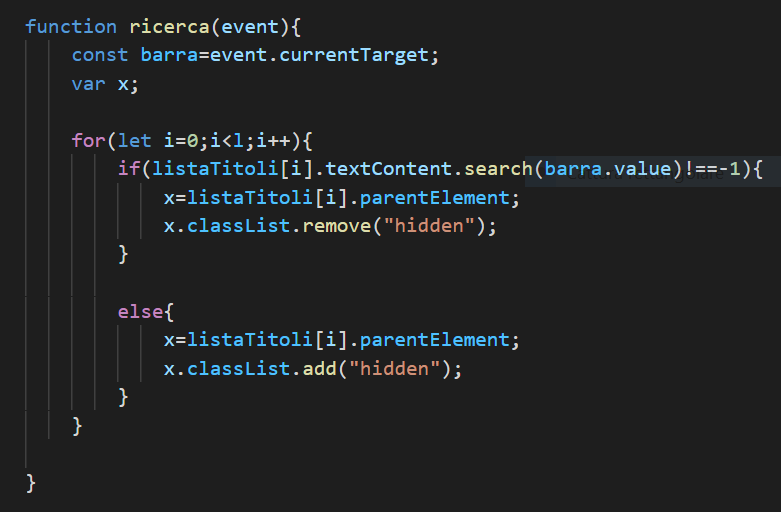 function ricerca(event){
    const barra=event.currentTarget;
    var x;

    for(let i=0;i<l;i++){
        if(listaTitoli[i].textContent.search(barra.value)!==-1){
            x=listaTitoli[i].parentElement;
            x.classList.remove("hidden");
        }

        else{
            x=listaTitoli[i].parentElement;
            x.classList.add("hidden");
        }
    }

}